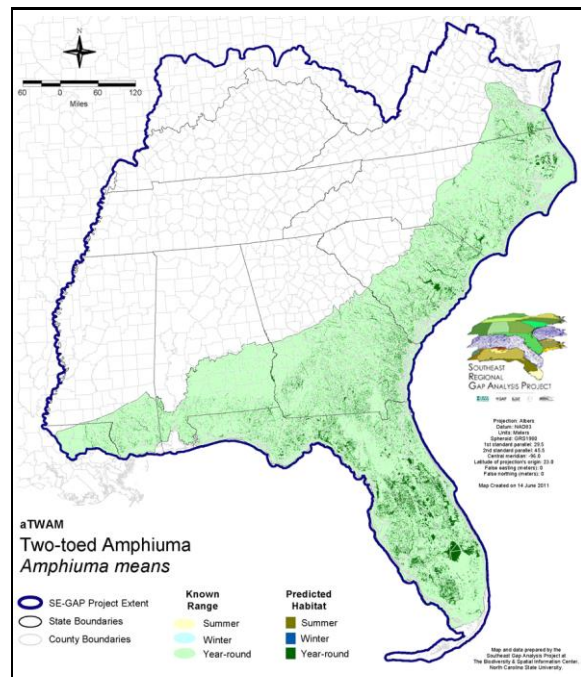 N
60 0 60 120
Miles
SOUTHEAST
REGIONAL
GAP ANALYSIS PROJECT
Projection: Albers
Datum: NAD83
Units: Meters
Spheroid: GRS1980
1st standard parallel: 29.5
2nd standard parallel: 45.5
Central meridian: -96.0
Latitude of projection's origin: 23.0
False easting (meters): 0
False northing (meters): 0
Map Created on 14 June 2011
aTWAM
Two-toed Amphiuma
Amphiuma means
SE-GAP Project Extent
State Boundaries
County Boundaries
Known
Range
Summer
Winter
Year-round
Predicted
Habitat
Summer
Winter
Year-round
Map and data prepared by the
Southeast Gap Analysis Project at
The Biodiversity & Spatial Information Center,
North Carolina State University.